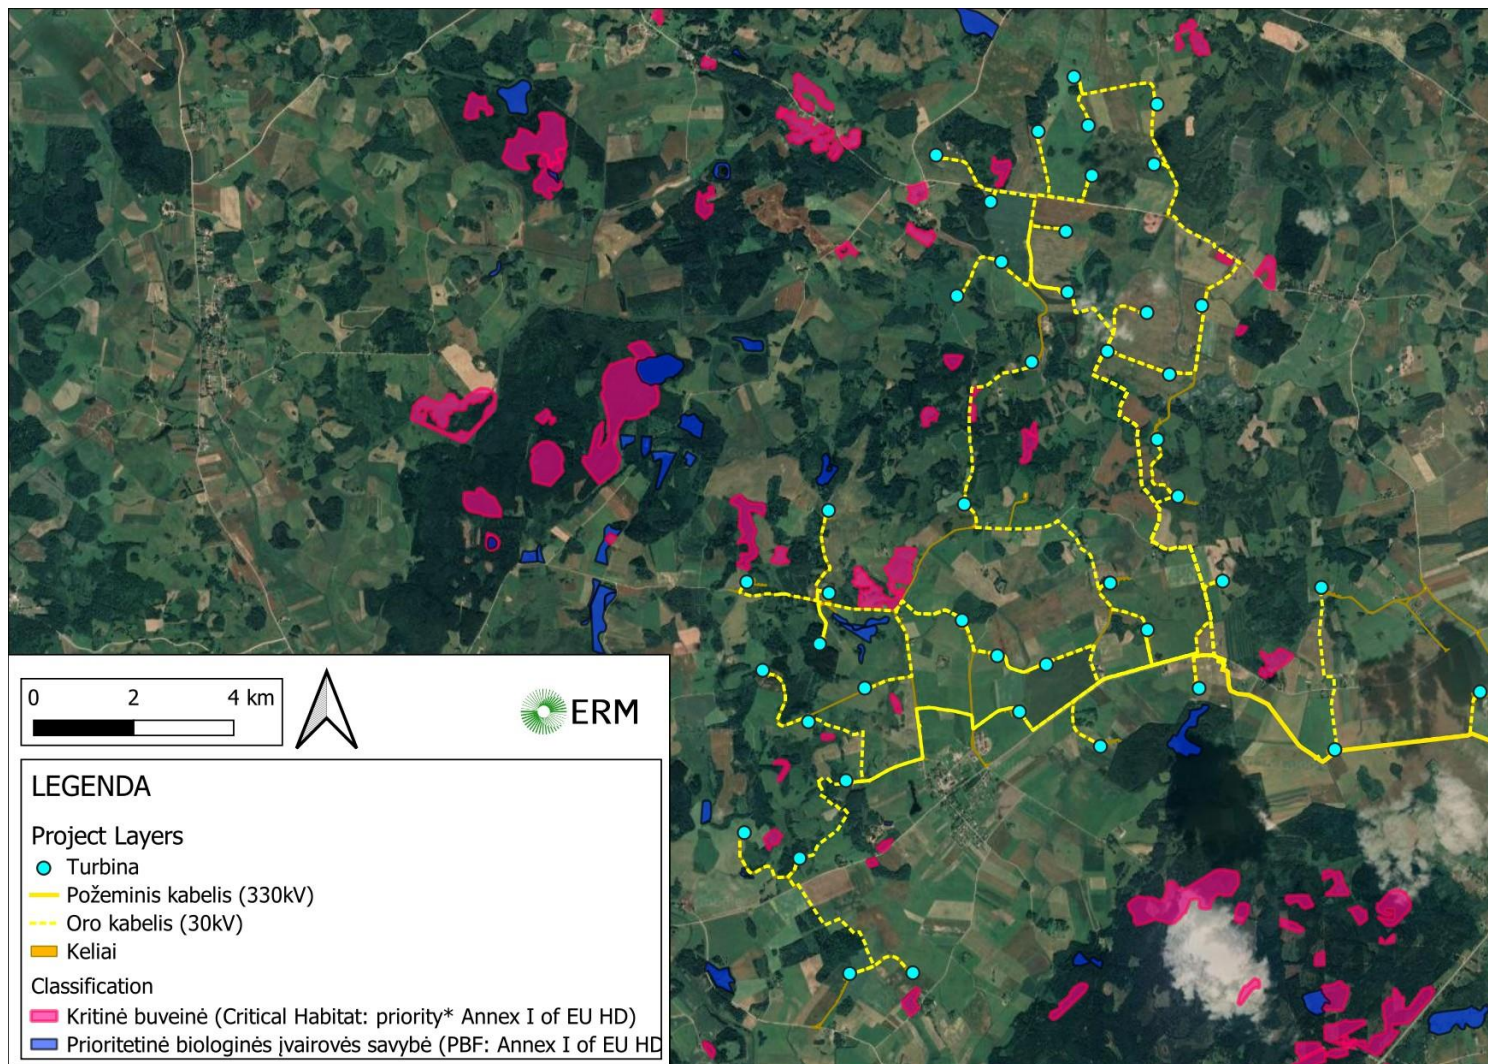 0 2 4 km
ERM
LEGENDA
Project Layers
Turbina
Požeminis kabelis (330kV)
Oro kabelis (30kV)
Keliai
Classification
Kritinė buveinė (Critical Habitat: priority* Annex I of EU HD)
Prioritetinė biologinės įvairovės savybė (PBF: Annex I of EU HD